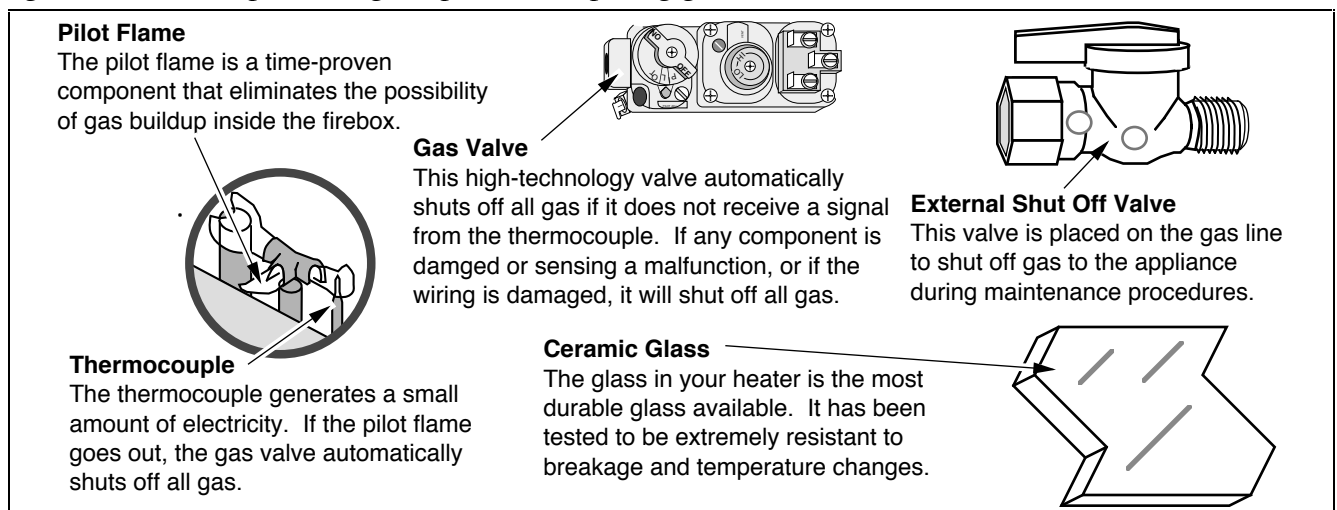 Pilot Flame
The pilot flame is a time-proven
component that eliminates the possibility
of gas buildup inside the firebox.
Gas Valve
This high-technology valve automatically
shuts off all gas if it does not receive a signal
from the thermocouple.  If any component is
damged or sensing a malfunction, or if the
wiring is damaged, it will shut off all gas.
External Shut Off Valve
This valve is placed on the gas line
to shut off gas to the appliance
during maintenance procedures.
Thermocouple
The thermocouple generates a small
amount of electricity.  If the pilot flame
goes out, the gas valve automatically
shuts off all gas.
Ceramic Glass
The glass in your heater is the most
durable glass available.  It has been
tested to be extremely resistant to
breakage and temperature changes.
ON
OFF
PILOT
HI
LO